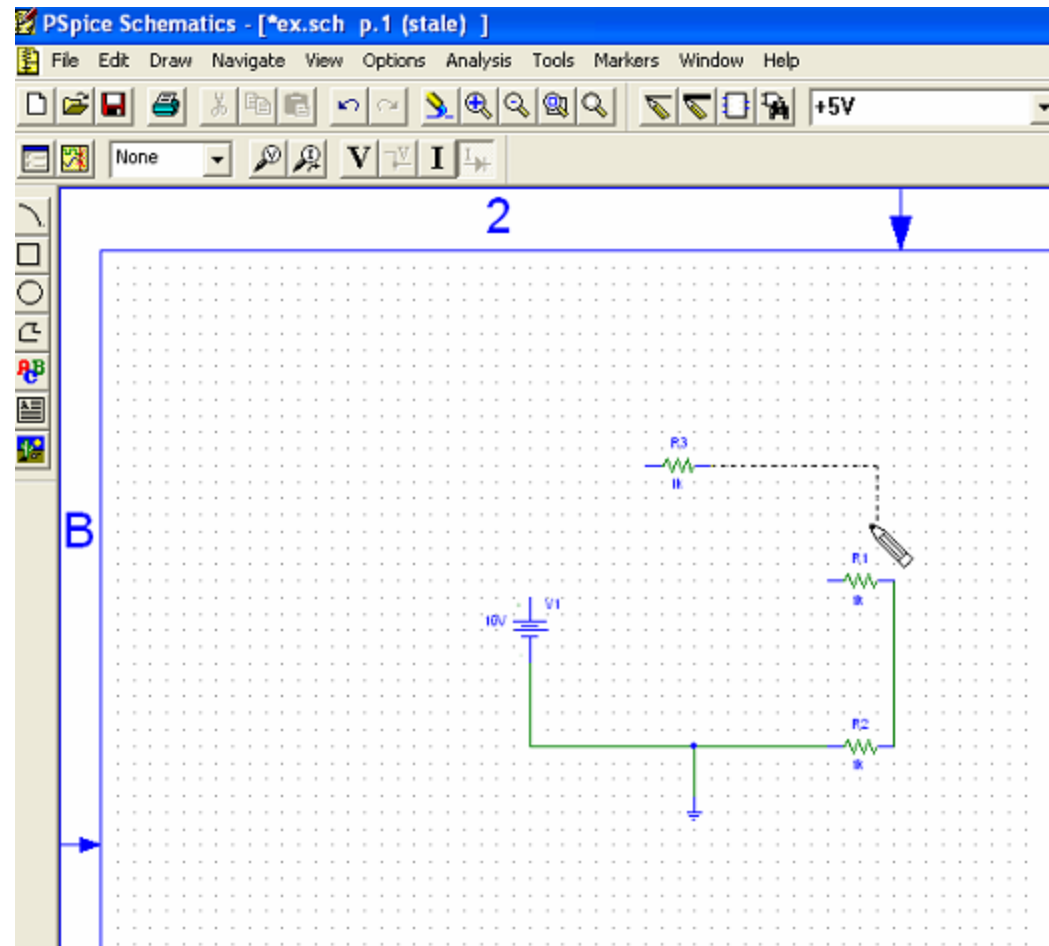 PSpice Schematics - [*ex.sch p.1 (stale) ]
File Edit Draw Navigate View Options Analysis Tools Markers Window Help
+5V
None
V V I I
2
ABC
B
R3
1k
R1
1k
10V V1
R2
1k